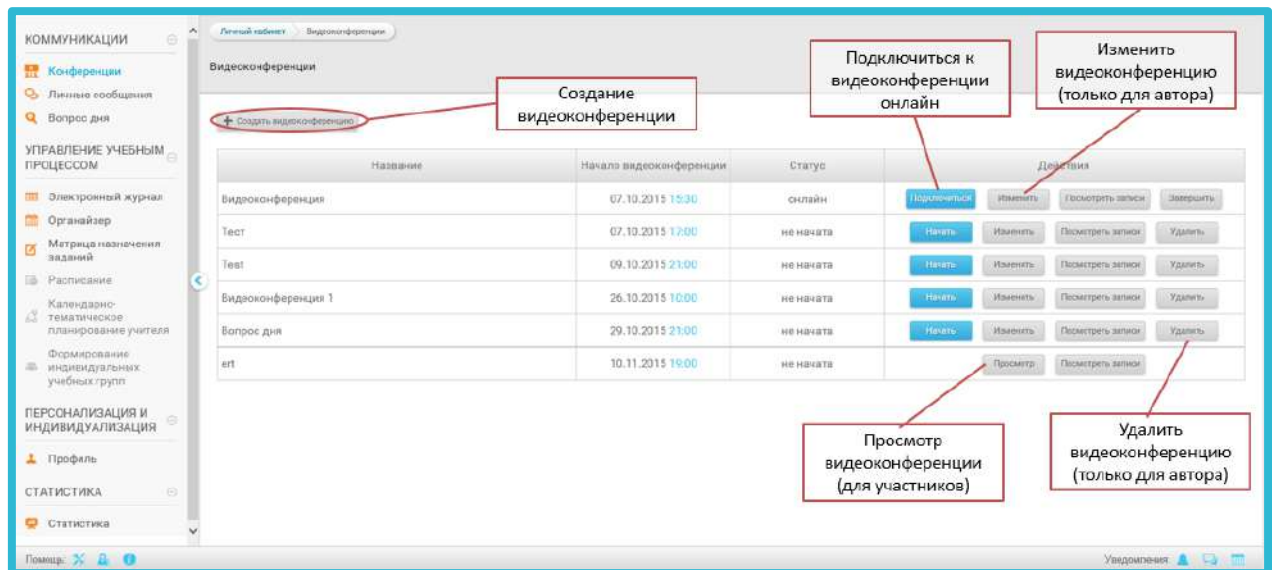 КОММУНИКАЦИИ
Конференции
Личные сообщения
Вопрос дня
УПРАВЛЕНИЕ УЧЕБНЫМ
ПРОЦЕССОМ
Электронный журнал
Органайзер
Матрица назначения
заданий
Расписание
Календарно-
тематическое
планирование учителя
Формирование
индивидуальных
учебных групп
ПЕРСОНАЛИЗАЦИЯ И
ИНДИВИДУАЛИЗАЦИЯ
Профиль
СТАТИСТИКА
Статистика
Личный кабинет Видеоконференции
Видеоконференции
Создать видеоконференцию
Создание
видеоконференции
Подключиться к
видеоконференции
онлайн
Изменить
видеоконференцию
(только для автора)
Название Начало видеоконференции Статус Действия
Видеоконференция 07.10.2015 15:30 онлайн Подключиться Изменить Посмотреть записи Завершить
Тест 07.10.2015 17:00 не начата Начать Изменить Посмотреть записи Удалить
Test 09.10.2015 21:00 не начата Начать Изменить Посмотреть записи Удалить
Видеоконференция 1 26.10.2015 10:00 не начата Начать Изменить Посмотреть записи Удалить
Вопрос дня 29.10.2015 21:00 не начата Начать Изменить Посмотреть записи Удалить
ert 10.11.2015 19:00 не начата Просмотр Посмотреть записи
Просмотр
видеоконференции
(для участников)
Удалить
видеоконференцию
(только для автора)
Помощь:
Уведомления